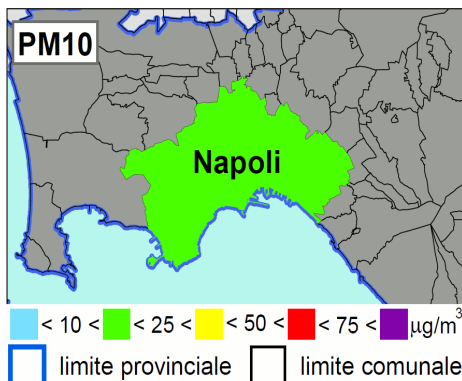 PM10
Napoli
< 10 < < 25 < < 50 < < 75 < μg/m³
limite provinciale limite comunale